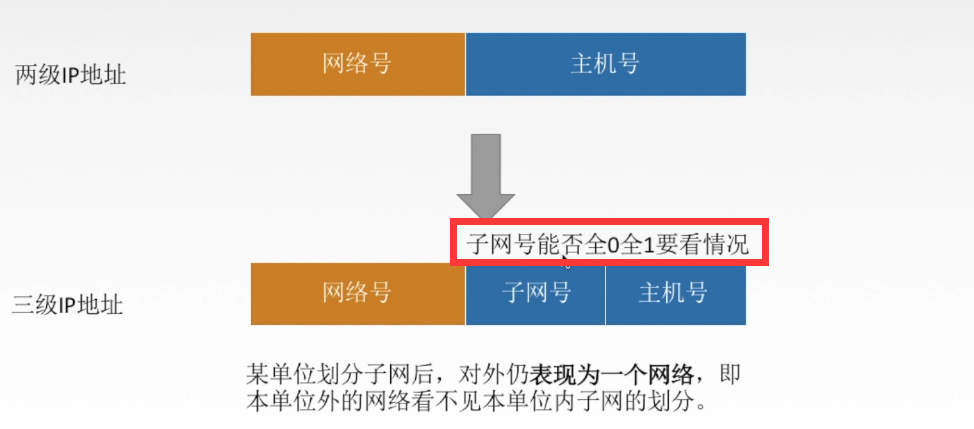 两级IP地址
网络号
主机号
子网号能否全0全1要看情况
三级IP地址
网络号
子网号
主机号
某单位划分子网后，对外仍表现为一个网络，即
本单位外的网络看不见本单位内子网的划分。